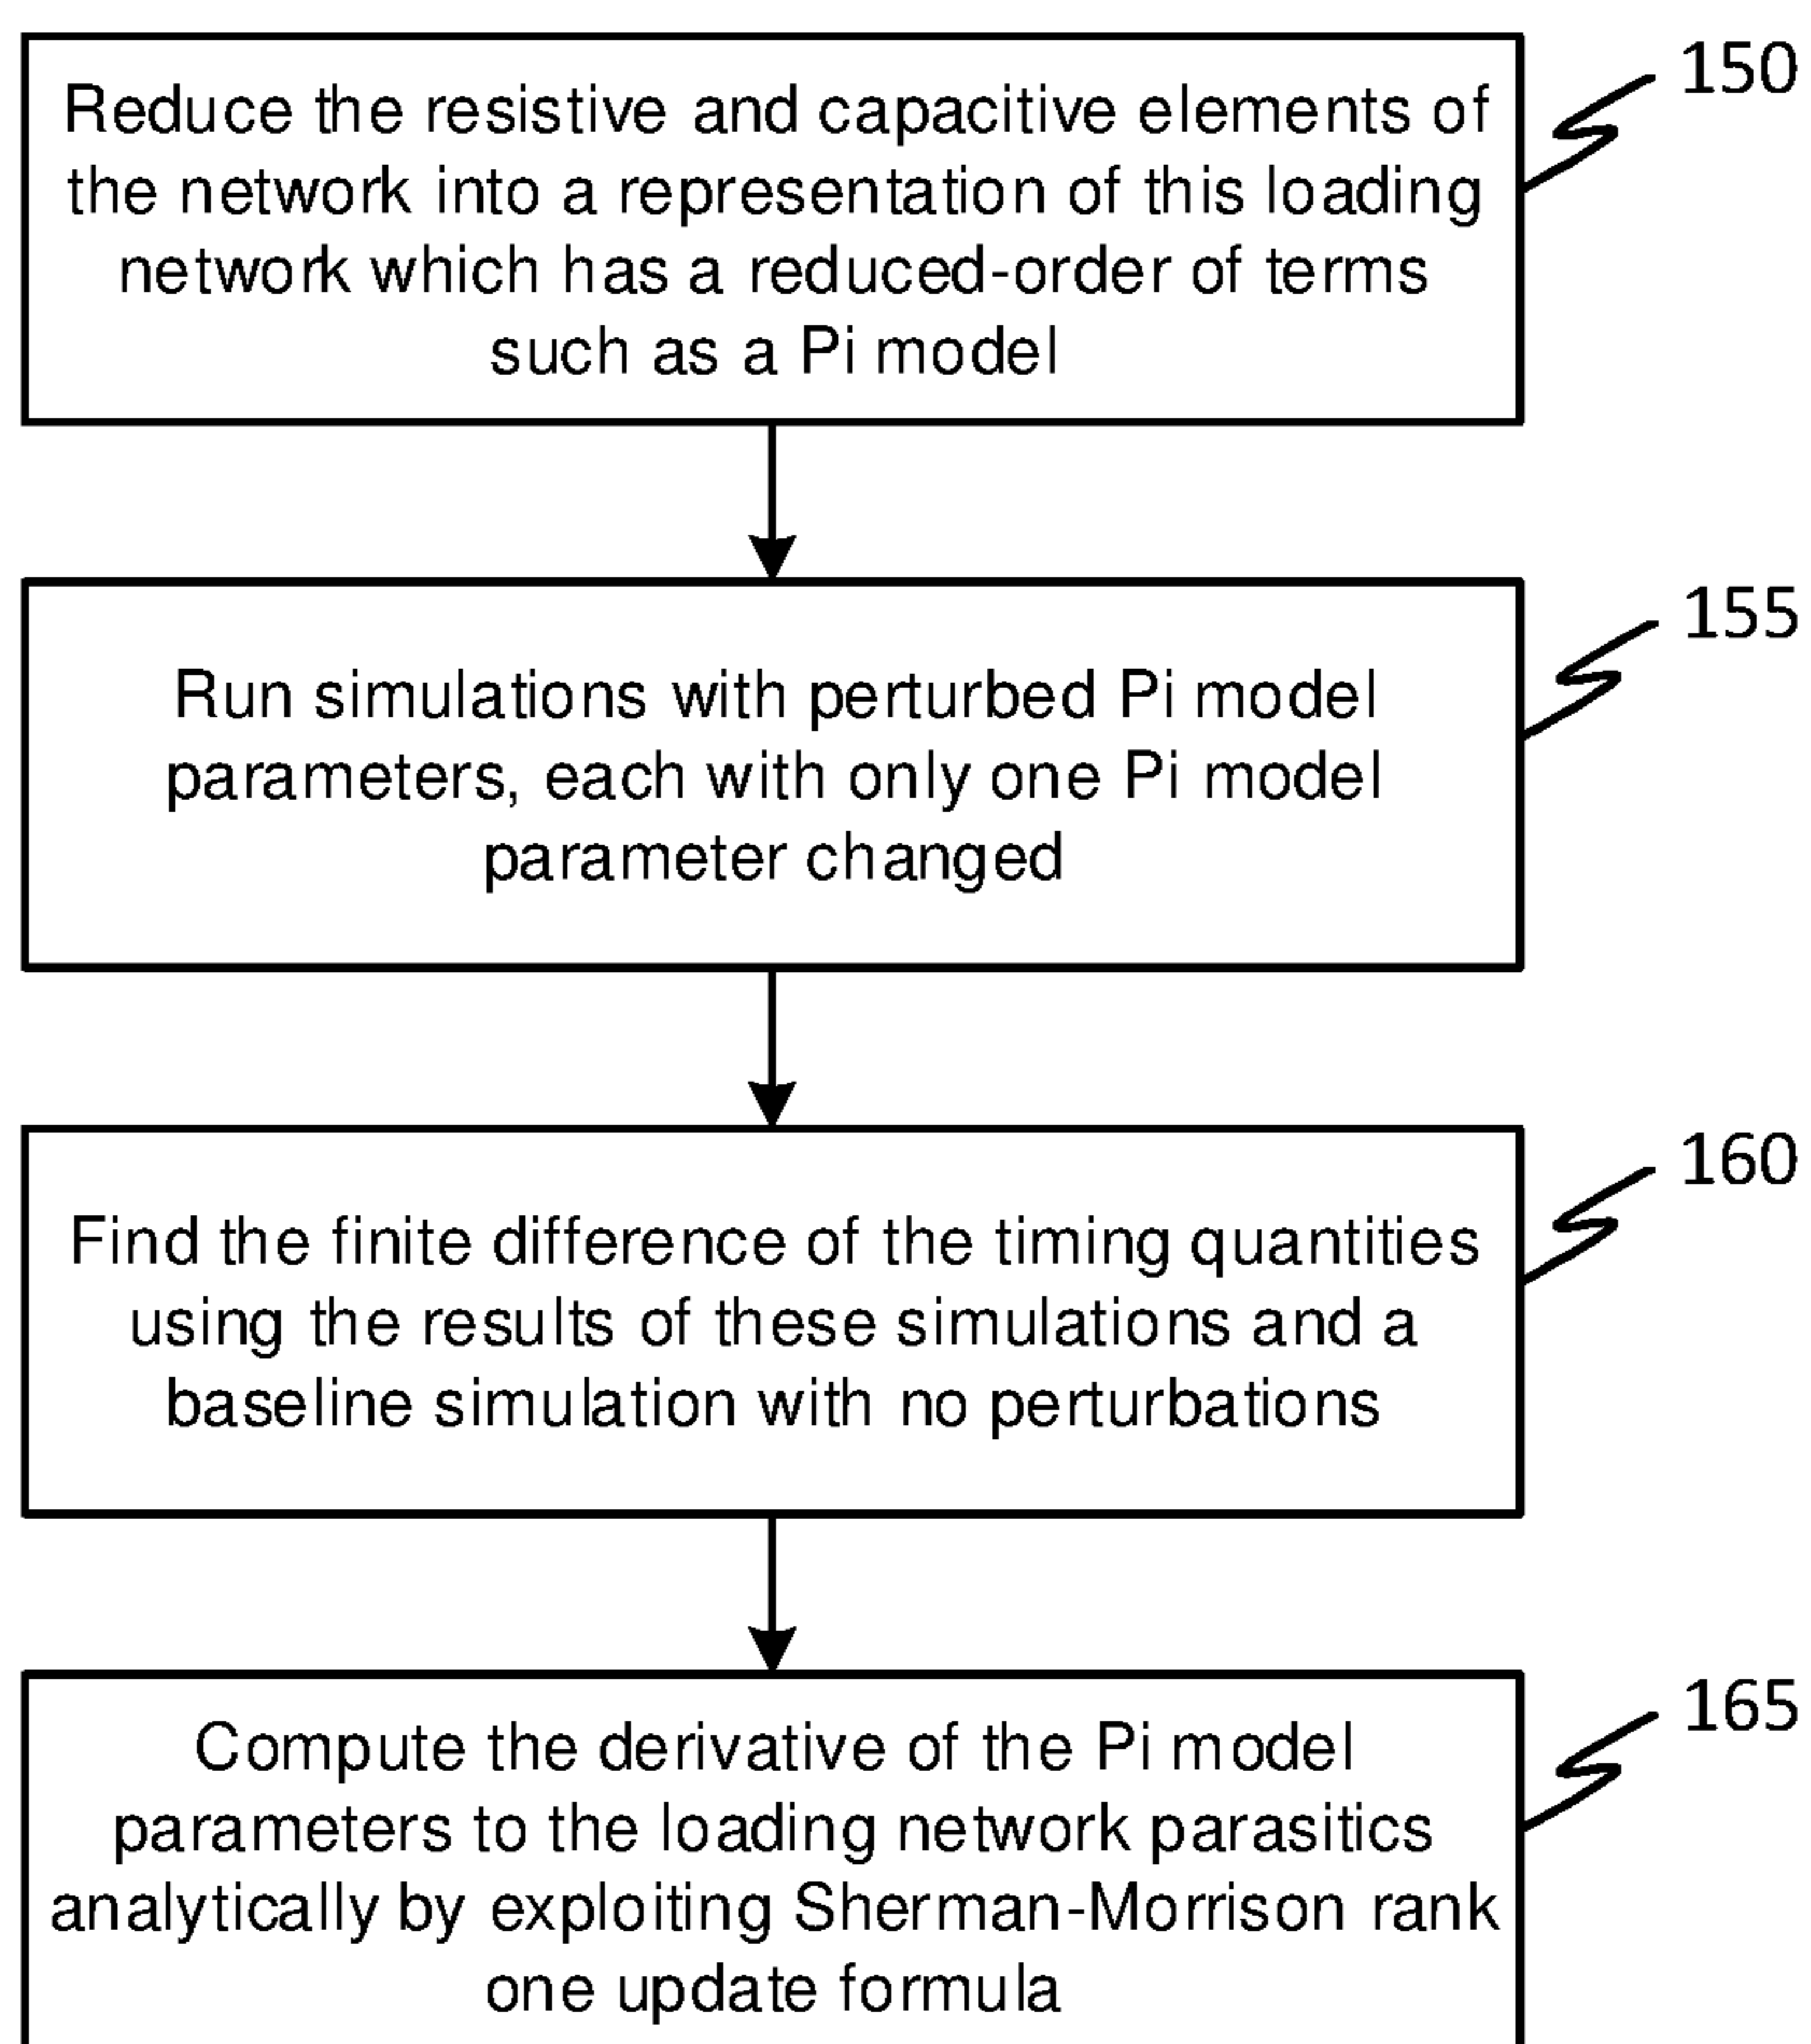 150
Reduce the resistive and capacitive elements of
the network into a representation of this loading
network which has a reduced-order of terms
such as a Pi model
155
Run simulations with perturbed Pi model
parameters, each with only one Pi model
parameter changed
160
Find the finite difference of the timing quantities
using the results of these simulations and a
baseline simulation with no perturbations
165
Compute the derivative of the Pi model
parameters to the loading network parasitics
analytically by exploiting Sherman-Morrison rank
one update formula